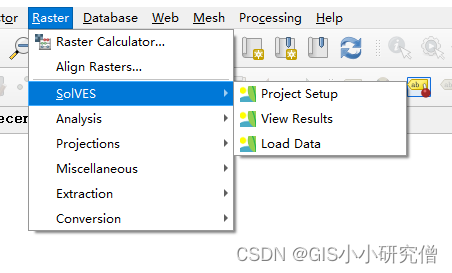 tor Raster Database Web Mesh Processing Help
Raster Calculator...
Align Rasters...
SolVES
Project Setup
Analysis
View Results
ecer
Projections
Load Data
Miscellaneous
Extraction
Conversion
CSDN @GIS小小研究僧